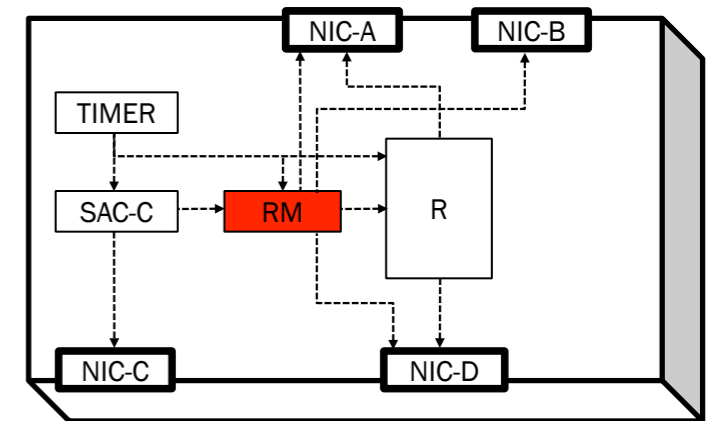 NIC-A
NIC-B
TIMER
SAC-C
RM
R
NIC-C
NIC-D